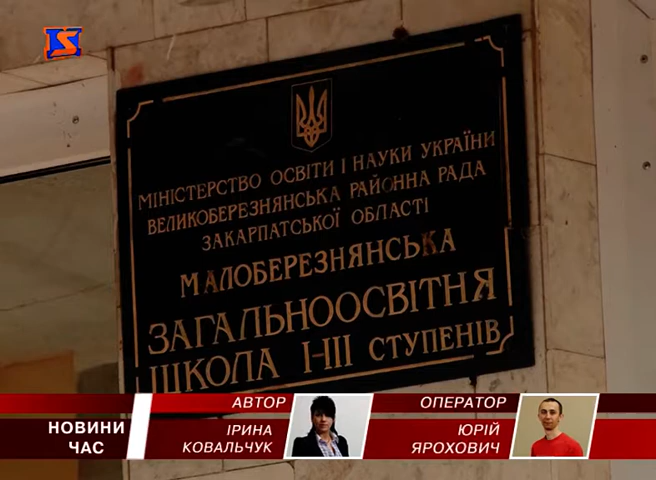 МІНІСТЕРСТВО ОСВІТИ І НАУКИ УКРАЇНИ
ВЕЛИКОБЕРЕЗНЯНСЬКА РАЙОННА РАДА
ЗАКАРПАТСЬКОЇ ОБЛАСТІ
МАЛОБЕРЕЗНЯНСЬКА
ЗАГАЛЬНООСВІТНЯ
ШКОЛА І-ІІІ СТУПЕНІВ
НОВИНИ
ЧАС
АВТОР
ІРИНА
КОВАЛЬЧУК
ОПЕРАТОР
ЮРІЙ
ЯРОХОВИЧ